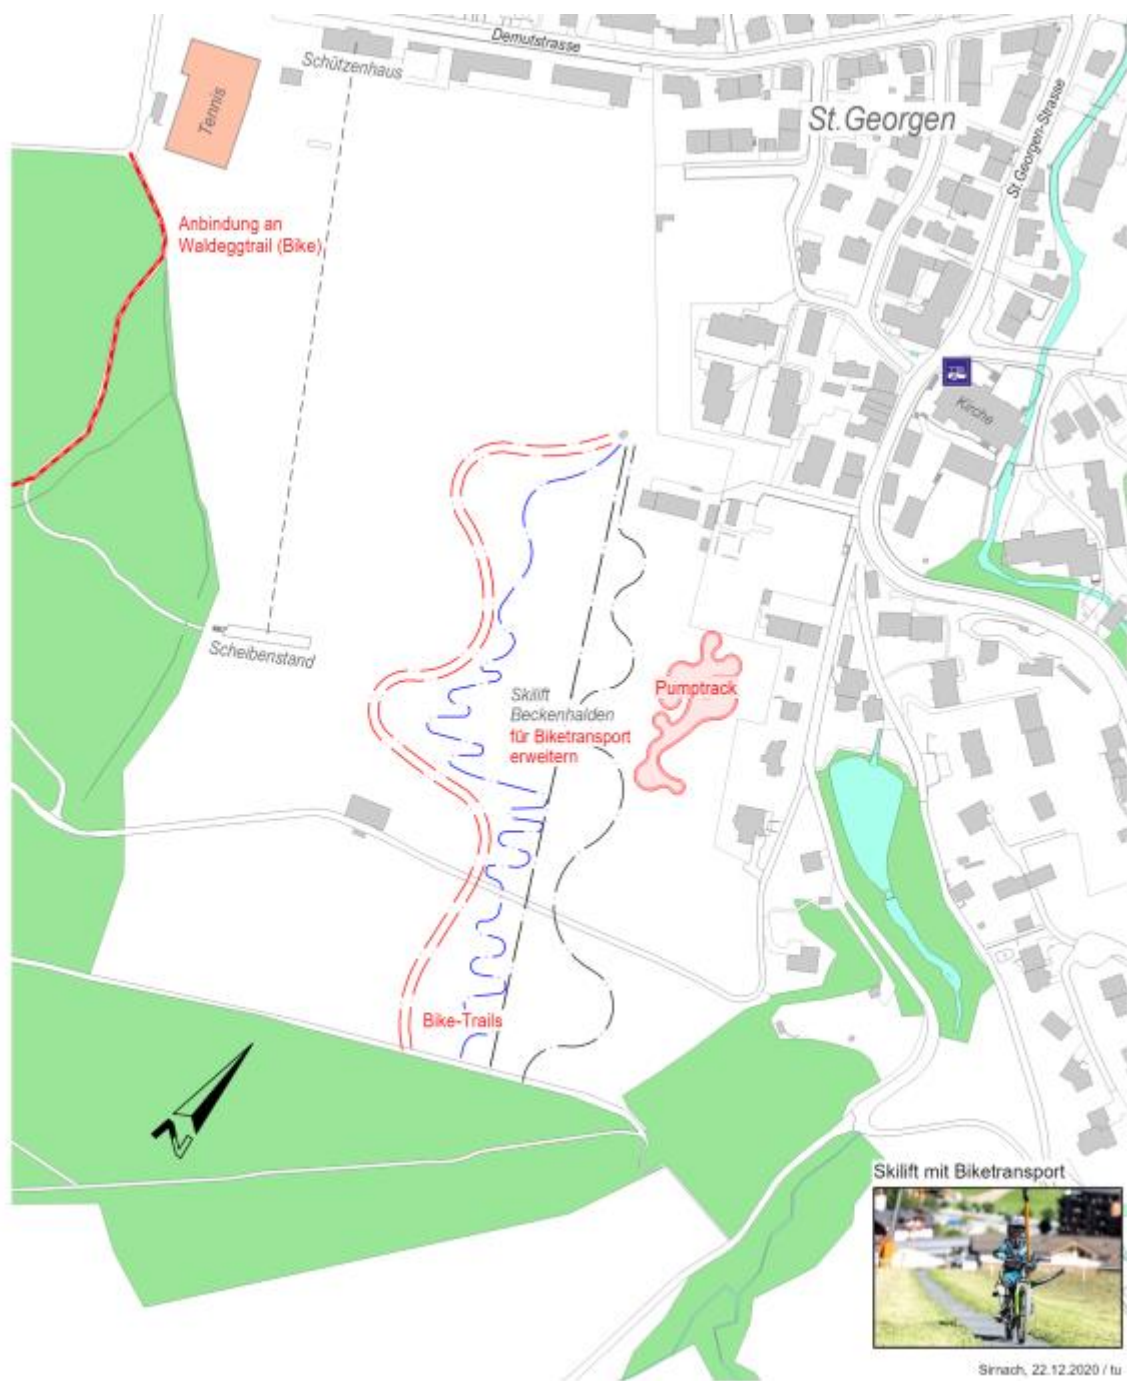 Demutstrasse
Schützenhaus
Tennis
St.Georgen
St.Georgen-Strasse
Anbindung an
Waldeggtrail (Bike)
Kirche
Scheibenstand
Pumptrack
Skilift
Beckenhalden
für Biketransport
erweitern
Bike-Trails
N
Skilift mit Biketransport
Sirnach, 22.12.2020 / tu